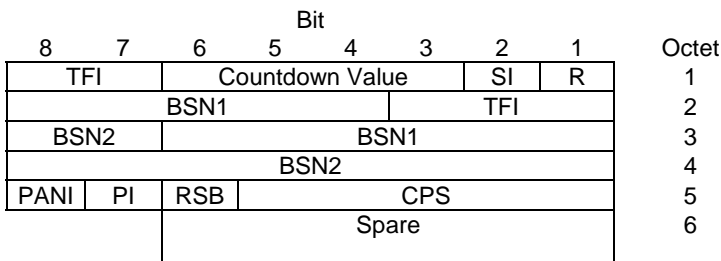 Bit
8 7 6 5 4 3 2 1 Octet
TFI Countdown Value SI R 1
BSN1 TFI 2
BSN2 BSN1 3
BSN2 4
PANI PI RSB CPS 5
Spare 6